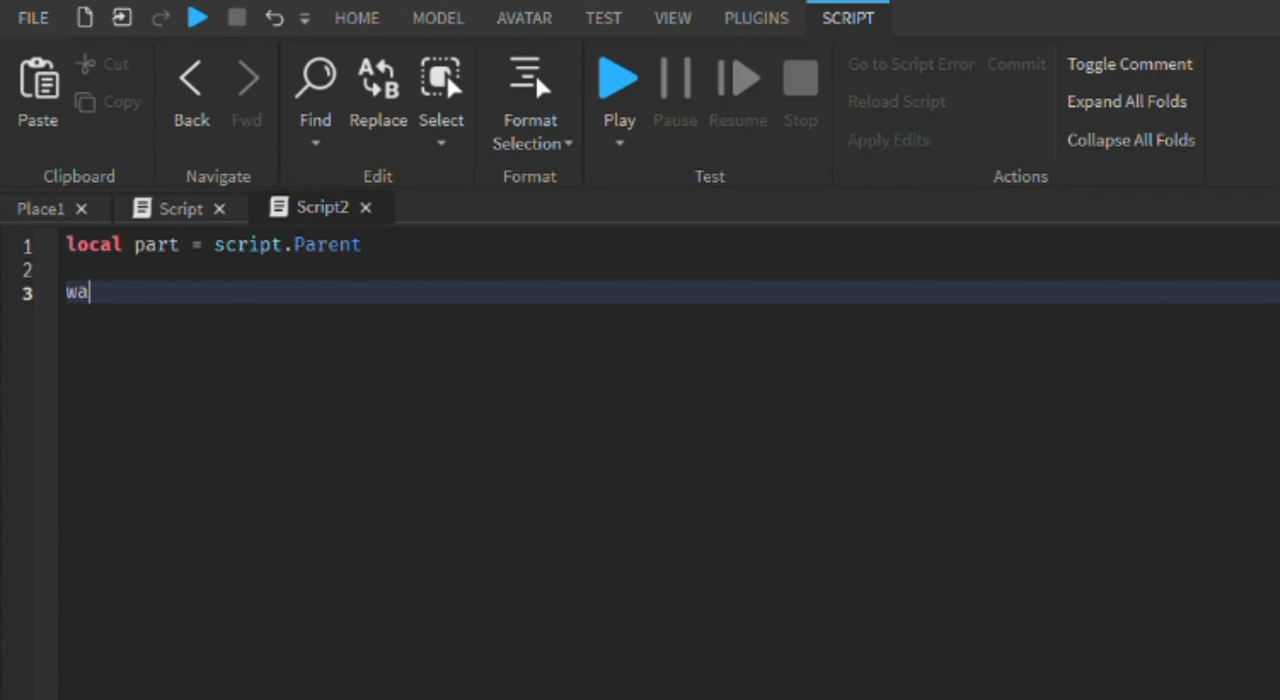 FILE HOME MODEL AVATAR TEST VIEW PLUGINS SCRIPT
Paste Cut Copy
Clipboard
Back Fwd
Navigate
Find Replace Select
Edit
Format Selection
Format
Play Pause Resume Stop
Test
Go to Script Error Commit
Reload Script
Apply Edits
Toggle Comment
Expand All Folds
Collapse All Folds
Actions
Place1 Script Script2
1 local part = script.Parent
2
3 wa